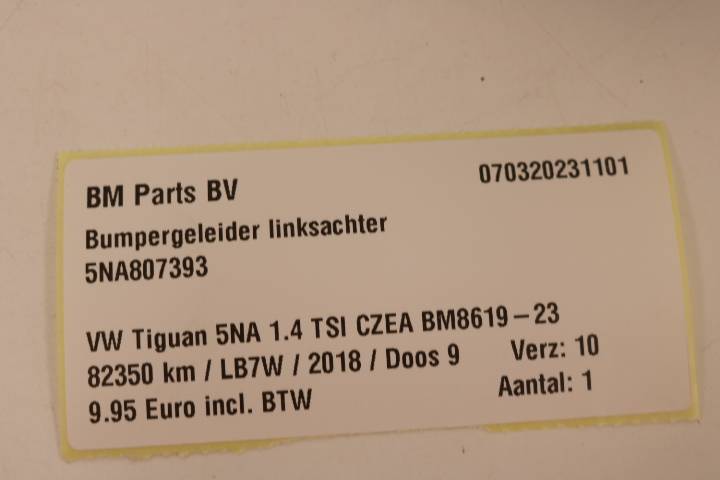 BM Parts BV 070320231101
Bumpergeleider linksachter
5NA807393
VW Tiguan 5NA 1.4 TSI CZEA BM8619-23
82350 km / LB7W / 2018 / Doos 9 Verz: 10
9.95 Euro incl. BTW Aantal: 1